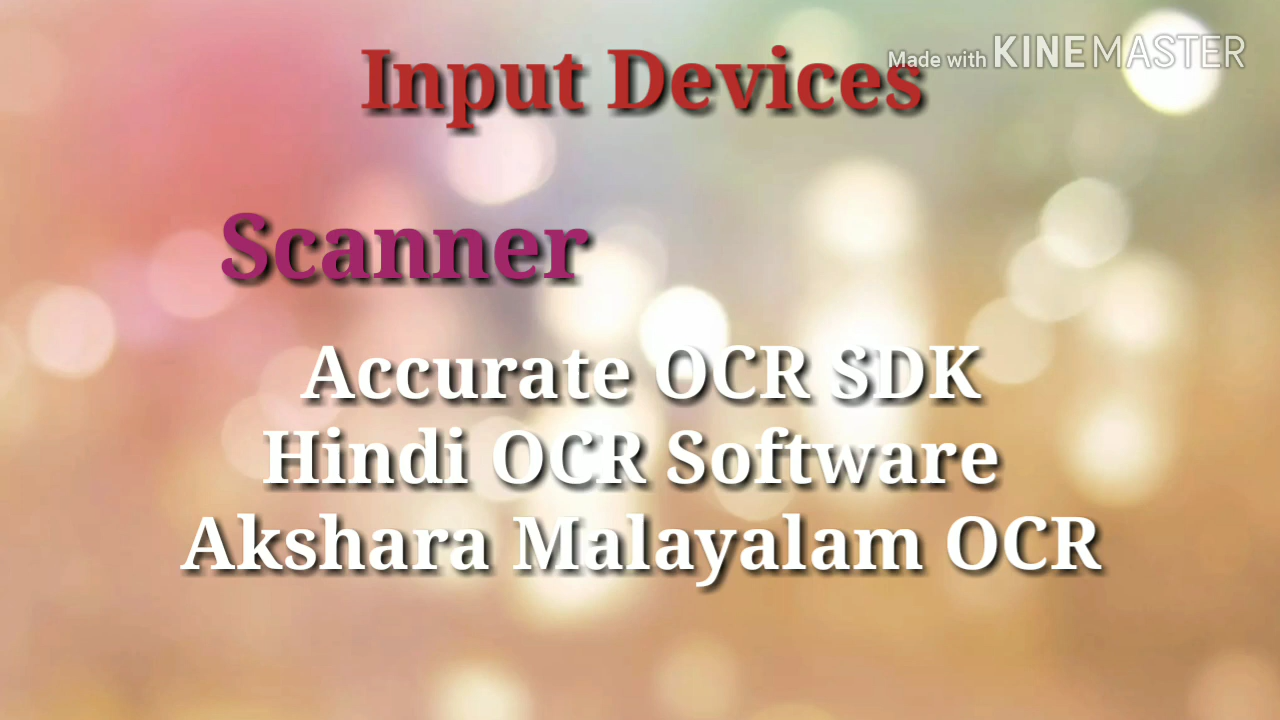 Made with KINEMASTER
Input Devices
Scanner
Accurate OCR SDK
Hindi OCR Software
Akshara Malayalam OCR